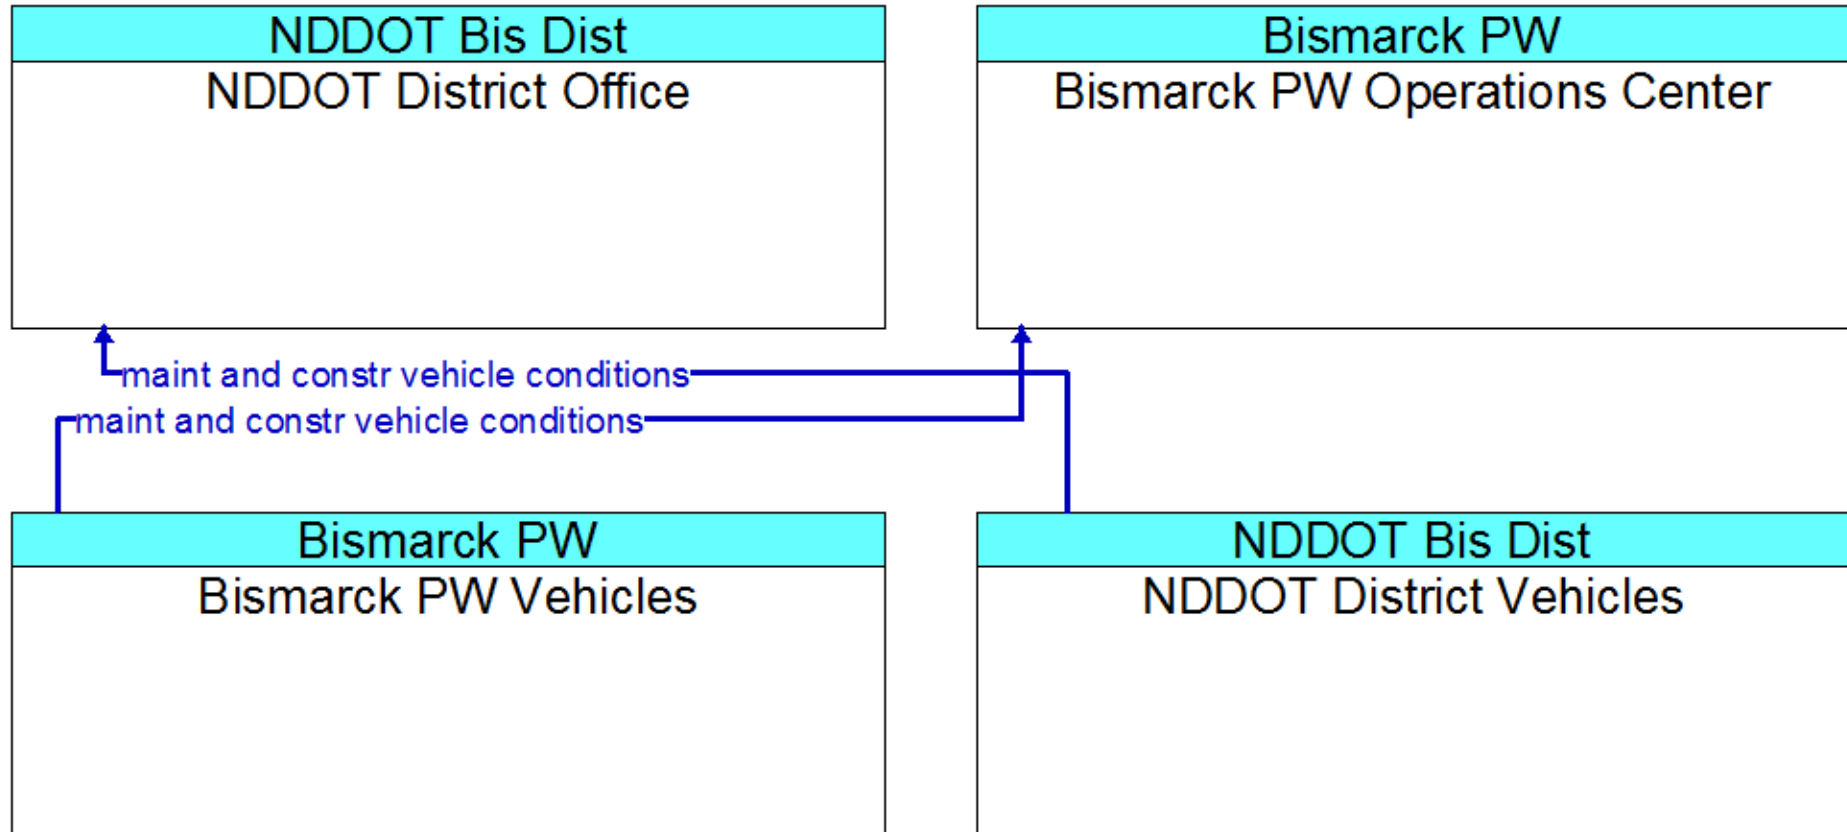 NDDOT Bis Dist
NDDOT District Office
Bismarck PW
Bismarck PW Operations Center
maint and constr vehicle conditions
maint and constr vehicle conditions
Bismarck PW
Bismarck PW Vehicles
NDDOT Bis Dist
NDDOT District Vehicles